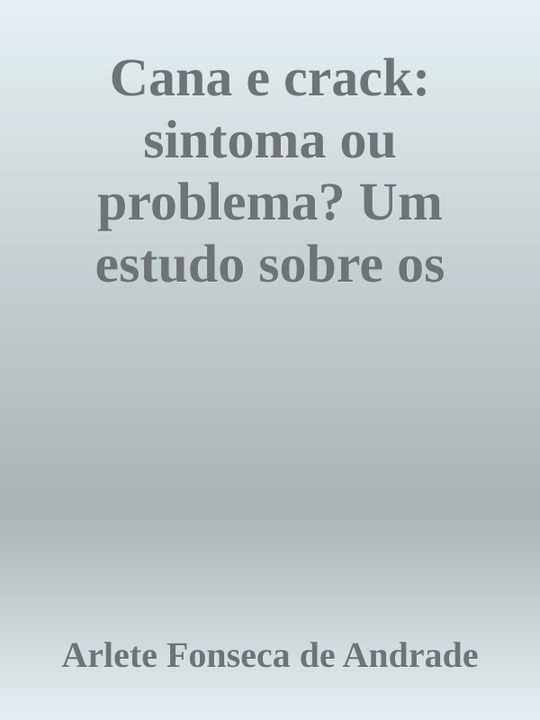 Cana e crack:
sintoma ou
problema? Um
estudo sobre os
Arlete Fonseca de Andrade